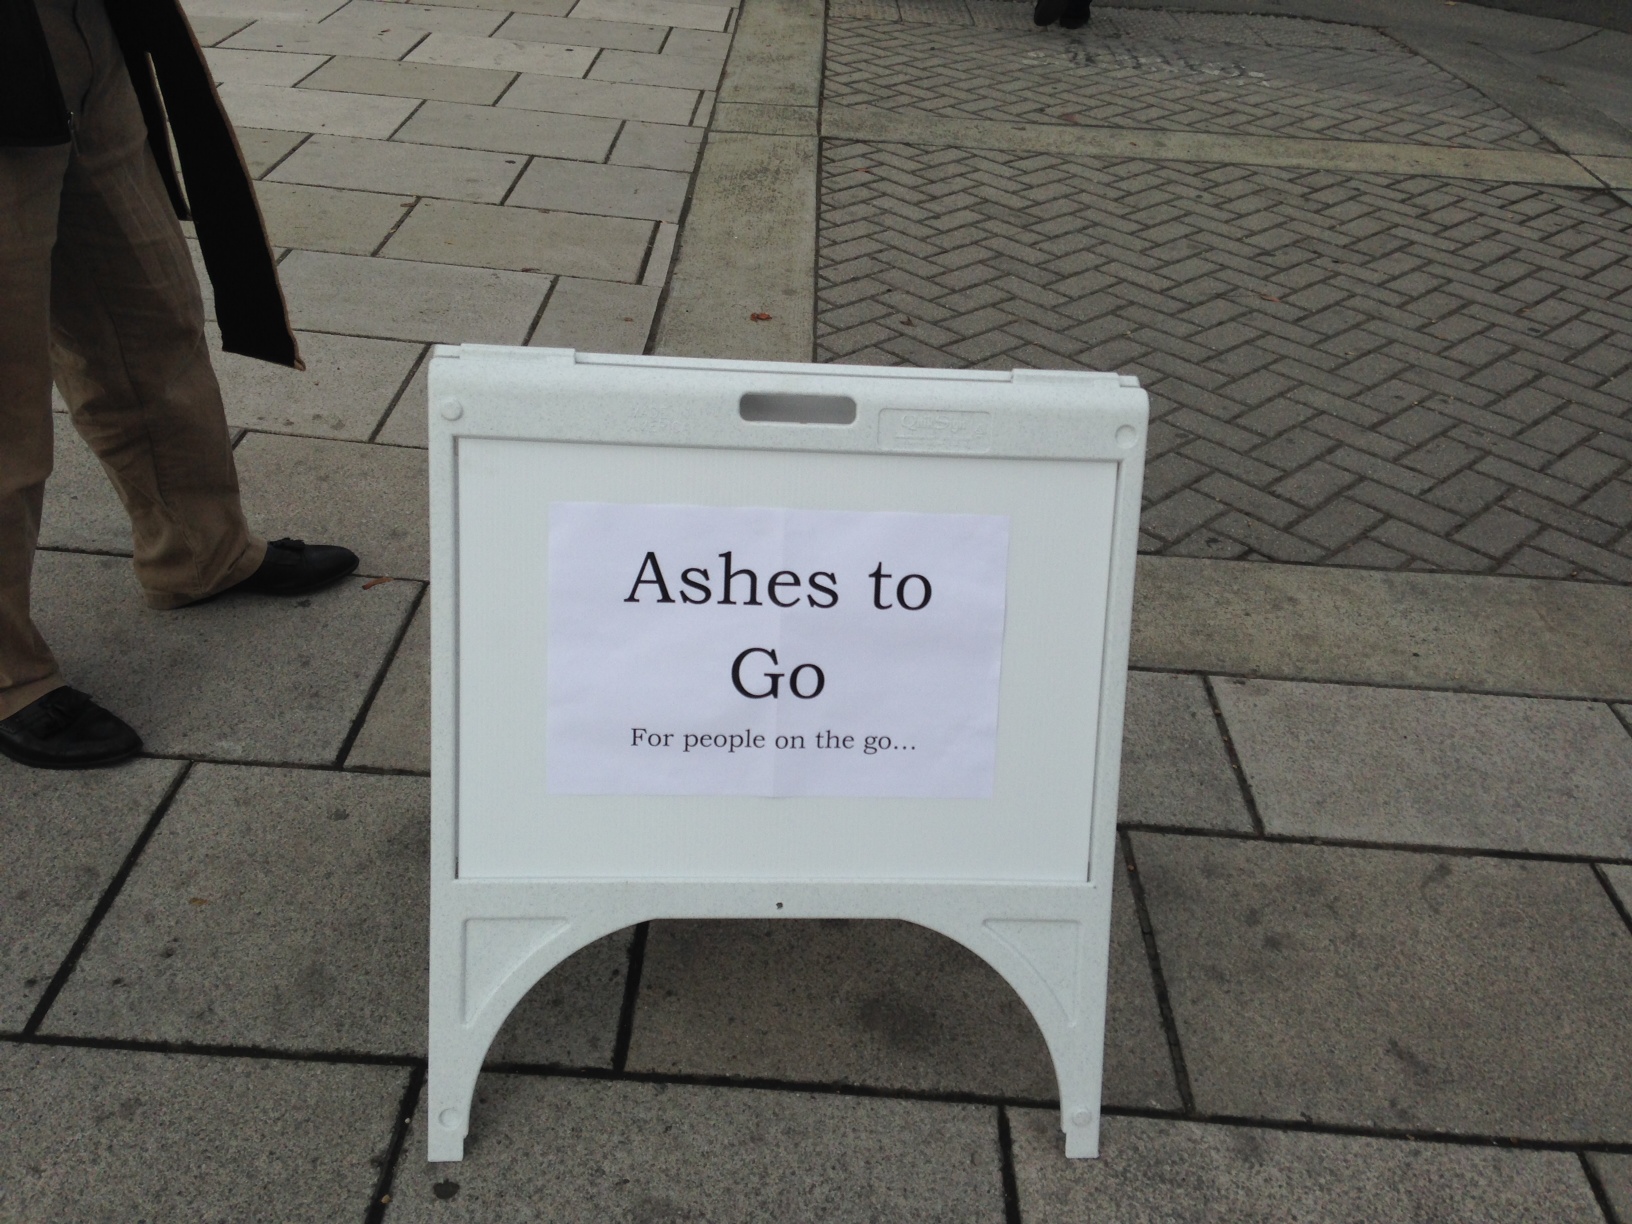 Ashes to
Go
For people on the go...